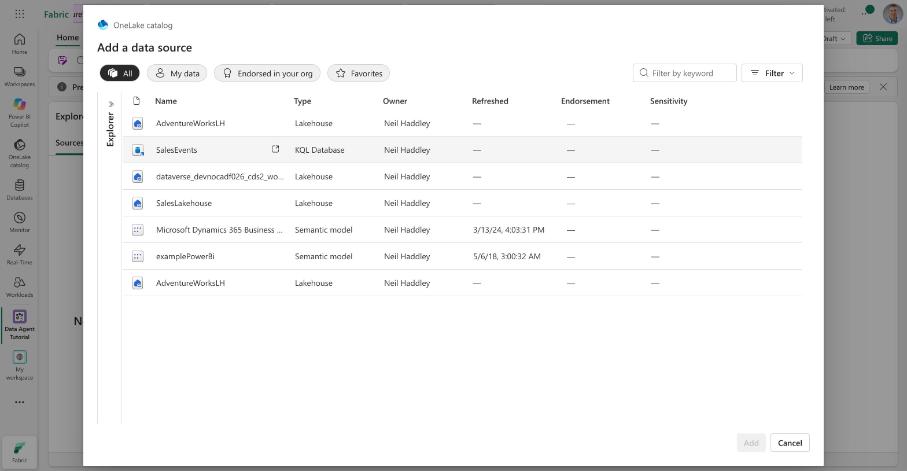 Fabric
OneLake catalog
Add a data source
All
My data
Endorsed in your org
Favorites
Filter by keyword
Filter
Explorer
Name Type Owner Refreshed Endorsement Sensitivity
AdventureWorksLH Lakehouse Neil Haddley — — —
SalesEvents KQL Database Neil Haddley — — —
dataverse_devnocadf026_cds2_wo... Lakehouse Neil Haddley — — —
SalesLakehouse Lakehouse Neil Haddley — — —
Microsoft Dynamics 365 Business ... Semantic model Neil Haddley 3/13/24, 4:03:31 PM — —
examplePowerBi Semantic model Neil Haddley 5/6/18, 3:00:32 AM — —
AdventureWorksLH Lakehouse Neil Haddley — — —
Add
Cancel
Home
Workspaces
Power BI
Copilot
OneLake
catalog
Databases
Monitor
Real-Time
Workloads
Data Agent
Tutorial
My
workspace
Fabric
Home
Pre
Explor
Sources
N
left
Share
Learn more